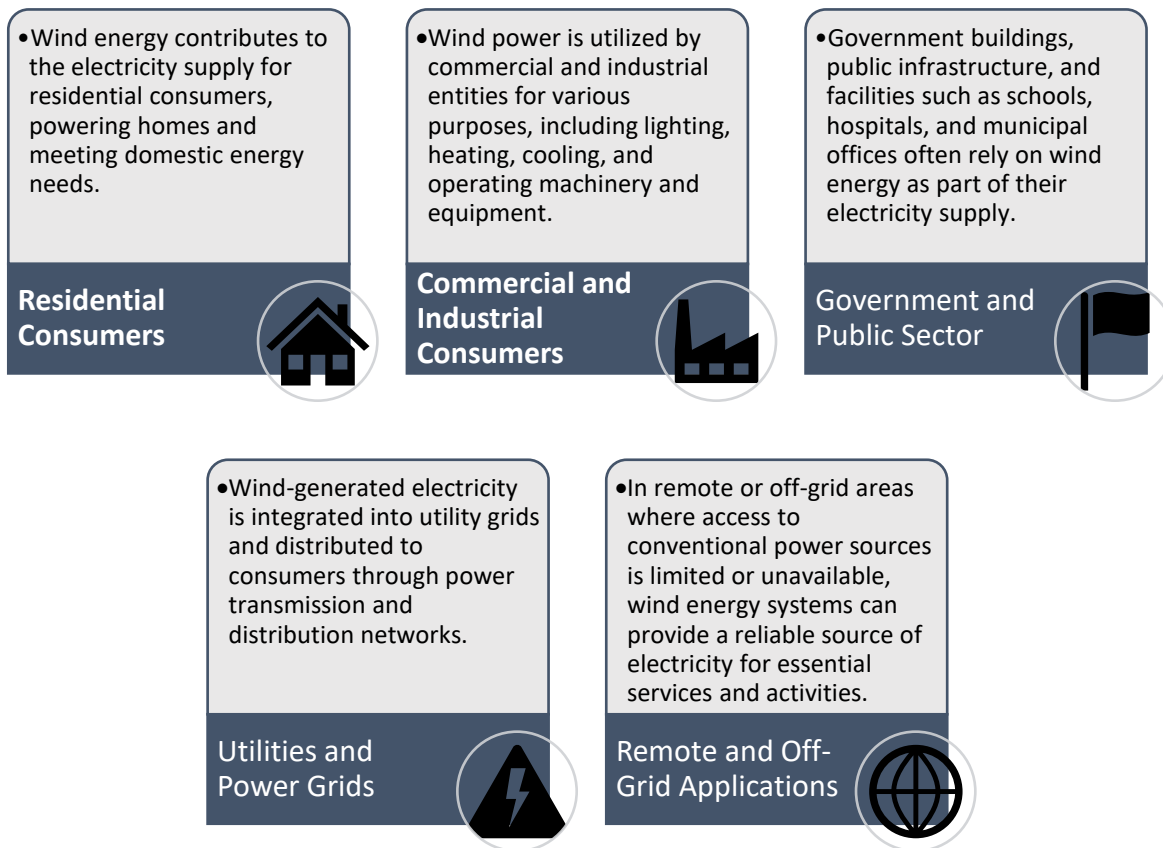 •Wind energy contributes to
the electricity supply for
residential consumers,
powering homes and
meeting domestic energy
needs.
Residential
Consumers
•Wind power is utilized by
commercial and industrial
entities for various
purposes, including lighting,
heating, cooling, and
operating machinery and
equipment.
Commercial and
Industrial
Consumers
•Government buildings,
public infrastructure, and
facilities such as schools,
hospitals, and municipal
offices often rely on wind
energy as part of their
electricity supply.
Government and
Public Sector
•Wind-generated electricity
is integrated into utility grids
and distributed to
consumers through power
transmission and
distribution networks.
Utilities and
Power Grids
•In remote or off-grid areas
where access to
conventional power sources
is limited or unavailable,
wind energy systems can
provide a reliable source of
electricity for essential
services and activities.
Remote and Off-
Grid Applications